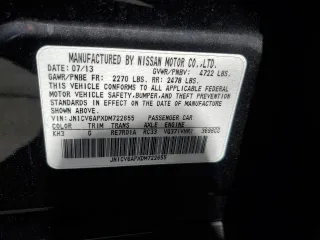 MANUFACTURED BY NISSAN MOTOR CO.,LTD.
DATE: 07/13 GVWR/PNBV: 4722 LBS.
GAWR/PNBE FR: 2270 LBS. RR: 2478 LBS.
THIS VEHICLE CONFORMS TO ALL APPLICABLE FEDERAL
MOTOR VEHICLE SAFETY,BUMPER,AND THEFT PREVENTION
STANDARDS IN EFFECT ON THE DATE OF MANUFACTURE
SHOWN ABOVE.
VIN: JN1CV6APXDM722655 PASSENGER CAR
COLOR TRIM TRANS AXLE ENGINE
KH3 G RE7R01A RC33 VQ37(VHR)
JN1CV6APXDM722655